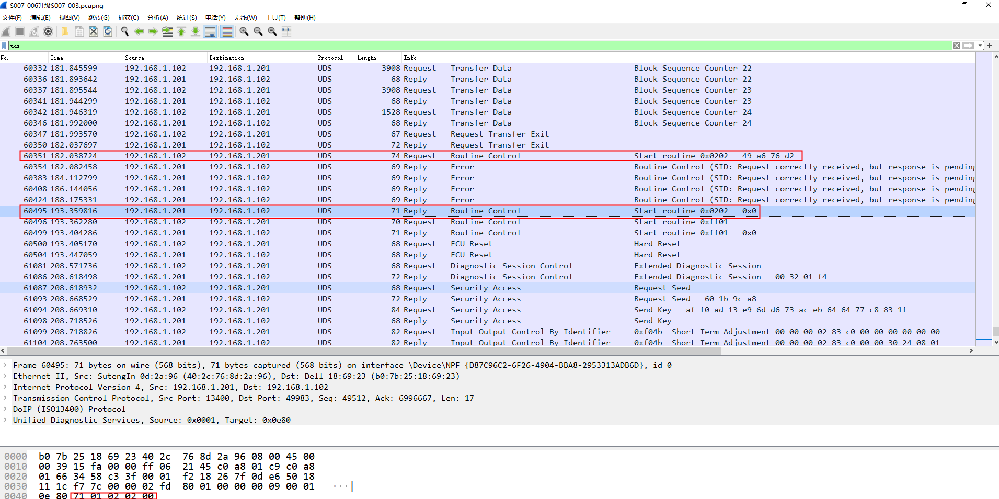 S007_006升级S007_003.pcapng
文件(F) 编辑(E) 视图(V) 跳转(G) 捕获(C) 分析(A) 统计(S) 电话(Y) 无线(W) 工具(T) 帮助(H)
uds
No. Time Source Destination Protocol Length Info
60332 181.845599 192.168.1.102 192.168.1.201 UDS 3908 Request Transfer Data Block Sequence Counter 22
60336 181.893642 192.168.1.201 192.168.1.102 UDS 68 Reply Transfer Data Block Sequence Counter 22
60337 181.895544 192.168.1.102 192.168.1.201 UDS 3908 Request Transfer Data Block Sequence Counter 23
60341 181.944299 192.168.1.201 192.168.1.102 UDS 68 Reply Transfer Data Block Sequence Counter 23
60342 181.946319 192.168.1.102 192.168.1.201 UDS 1528 Request Transfer Data Block Sequence Counter 24
60346 181.992000 192.168.1.201 192.168.1.102 UDS 68 Reply Transfer Data Block Sequence Counter 24
60347 181.993570 192.168.1.102 192.168.1.201 UDS 67 Request Request Transfer Exit
60350 182.037697 192.168.1.201 192.168.1.102 UDS 72 Reply Request Transfer Exit
60351 182.038724 192.168.1.102 192.168.1.201 UDS 74 Request Routine Control Start routine 0x0202 49 a6 76 d2
60354 182.082458 192.168.1.201 192.168.1.102 UDS 69 Reply Error Routine Control (SID: Request correctly received, but response is pending
60383 184.112799 192.168.1.201 192.168.1.102 UDS 69 Reply Error Routine Control (SID: Request correctly received, but response is pending
60408 186.144056 192.168.1.201 192.168.1.102 UDS 69 Reply Error Routine Control (SID: Request correctly received, but response is pending
60424 188.175331 192.168.1.201 192.168.1.102 UDS 69 Reply Error Routine Control (SID: Request correctly received, but response is pending
60495 193.359816 192.168.1.201 192.168.1.102 UDS 71 Reply Routine Control Start routine 0x0202 0x0
60496 193.362280 192.168.1.102 192.168.1.201 UDS 70 Request Routine Control Start routine 0xff01
60499 193.404286 192.168.1.201 192.168.1.102 UDS 71 Reply Routine Control Start routine 0xff01 0x0
60500 193.405170 192.168.1.102 192.168.1.201 UDS 68 Request ECU Reset Hard Reset
60504 193.447059 192.168.1.201 192.168.1.102 UDS 68 Reply ECU Reset Hard Reset
61081 208.571736 192.168.1.102 192.168.1.201 UDS 68 Request Diagnostic Session Control Extended Diagnostic Session
61086 208.618498 192.168.1.201 192.168.1.102 UDS 72 Reply Diagnostic Session Control Extended Diagnostic Session 00 32 01 f4
61087 208.618932 192.168.1.102 192.168.1.201 UDS 68 Request Security Access Request Seed
61093 208.668529 192.168.1.201 192.168.1.102 UDS 72 Reply Security Access Request Seed 60 1b 9c a8
61094 208.669310 192.168.1.102 192.168.1.201 UDS 84 Request Security Access Send Key af f0 ad 13 e9 6d d6 73 ac eb 64 64 77 c8 83 1f
61098 208.718526 192.168.1.201 192.168.1.102 UDS 68 Reply Security Access Send Key
61099 208.718826 192.168.1.102 192.168.1.201 UDS 82 Request Input Output Control By Identifier 0xf04b Short Term Adjustment 00 00 00 02 83 c0 00 00 00 00 00 00
61104 208.763500 192.168.1.201 192.168.1.102 UDS 82 Reply Input Output Control By Identifier 0xf04b Short Term Adjustment 00 00 00 02 83 c0 00 00 30 24 08 01
Frame 60495: 71 bytes on wire (568 bits), 71 bytes captured (568 bits) on interface \Device\NPF_{D87C96C2-6F26-4904-BBA8-2953313ADB6D}, id 0
Ethernet II, Src: SutengIn_0d:2a:96 (40:2c:76:8d:2a:96), Dst: Dell_18:69:23 (b0:7b:25:18:69:23)
Internet Protocol Version 4, Src: 192.168.1.201, Dst: 192.168.1.102
Transmission Control Protocol, Src Port: 13400, Dst Port: 49983, Seq: 49512, Ack: 6996667, Len: 17
DoIP (ISO13400) Protocol
Unified Diagnostic Services, Source: 0x0001, Target: 0x0e80
0000 b0 7b 25 18 69 23 40 2c 76 8d 2a 96 08 00 45 00
0010 00 39 15 fa 00 00 ff 06 21 45 c0 a8 01 c9 c0 a8
0020 01 66 34 58 c3 3f 00 01 f2 18 26 7f 0d e6 50 18
0030 11 1c f7 7c 00 00 02 fd 80 01 00 00 00 09 00 01 ···|
0040 0e 80 71 01 02 02 00